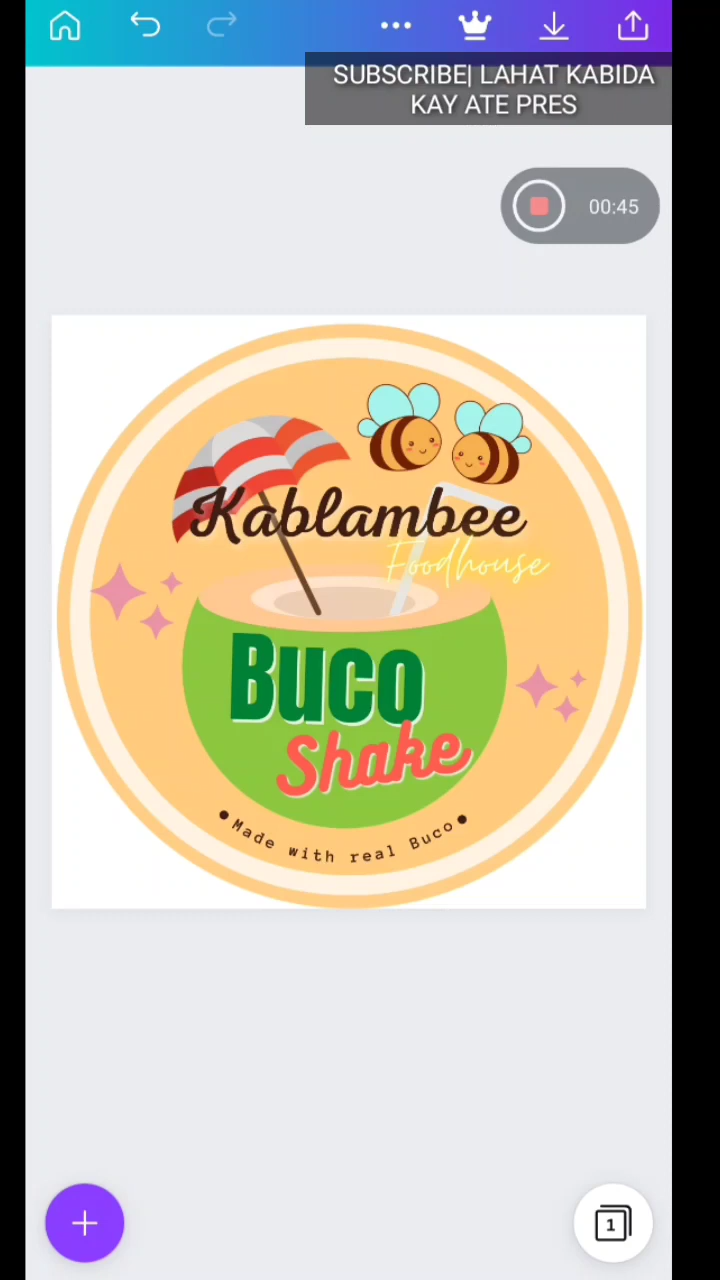 SUBSCRIBE| LAHAT KABIDA
KAY ATE PRES
00:45
Kablambee
Foodhouse
Buco
Shake
•Made with real Buco•
1